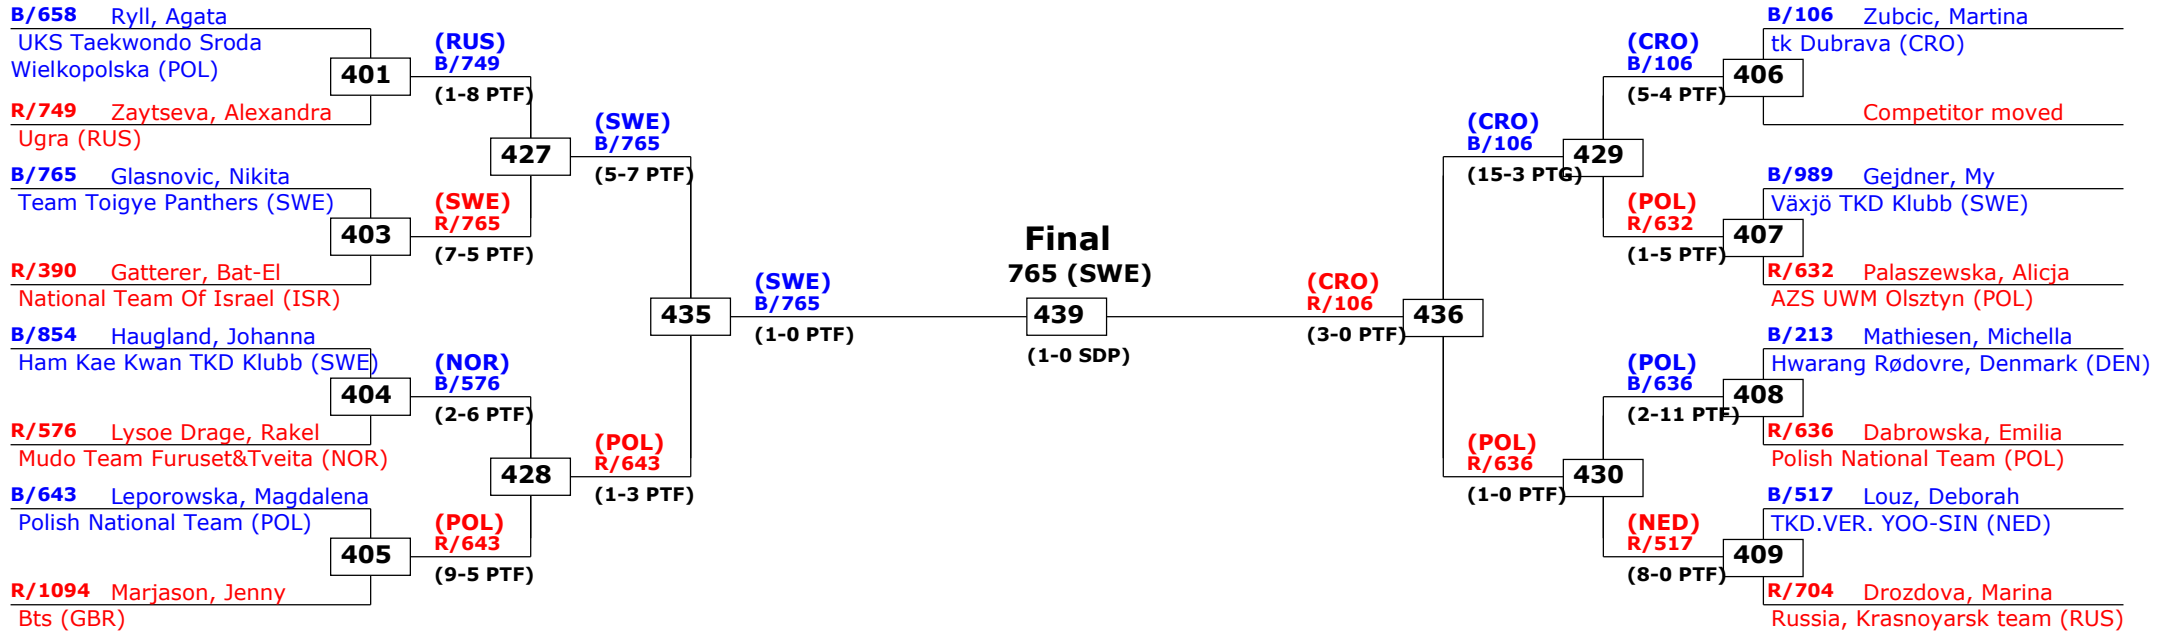 B/658 Ryll, Agata
UKS Taekwondo Sroda
Wielkopolska (POL)
401
R/749 Zaytseva, Alexandra
Ugra (RUS)
(RUS)
B/749
(1-8 PTF)
B/765 Glasnovic, Nikita
Team Toigye Panthers (SWE)
403
R/390 Gatterer, Bat-El
National Team Of Israel (ISR)
(SWE)
R/765
(7-5 PTF)
427
(SWE)
B/765
(5-7 PTF)
B/854 Haugland, Johanna
Ham Kae Kwan TKD Klubb (SWE)
404
R/576 Lysoe Drage, Rakel
Mudo Team Furuset&Tveita (NOR)
(NOR)
B/576
(2-6 PTF)
B/643 Leporowska, Magdalena
Polish National Team (POL)
405
R/1094 Marjason, Jenny
Bts (GBR)
(POL)
R/643
(9-5 PTF)
428
(POL)
R/643
(1-3 PTF)
435
(SWE)
B/765
(1-0 PTF)
Final
765 (SWE)
439
(1-0 SDP)
(CRO)
R/106
(3-0 PTF)
436
(CRO)
B/106
(15-3 PTG)
429
(CRO)
B/106
(5-4 PTF)
406
B/106 Zubcic, Martina
tk Dubrava (CRO)
Competitor moved
(POL)
R/632
(1-5 PTF)
407
B/989 Gejdner, My
Växjö TKD Klubb (SWE)
R/632 Palaszewska, Alicja
AZS UWM Olsztyn (POL)
(POL)
R/636
(1-0 PTF)
430
(POL)
B/636
(2-11 PTF)
408
B/213 Mathiesen, Michella
Hwarang Rødovre, Denmark (DEN)
R/636 Dabrowska, Emilia
Polish National Team (POL)
(NED)
R/517
(8-0 PTF)
409
B/517 Louz, Deborah
TKD.VER. YOO-SIN (NED)
R/704 Drozdova, Marina
Russia, Krasnoyarsk team (RUS)